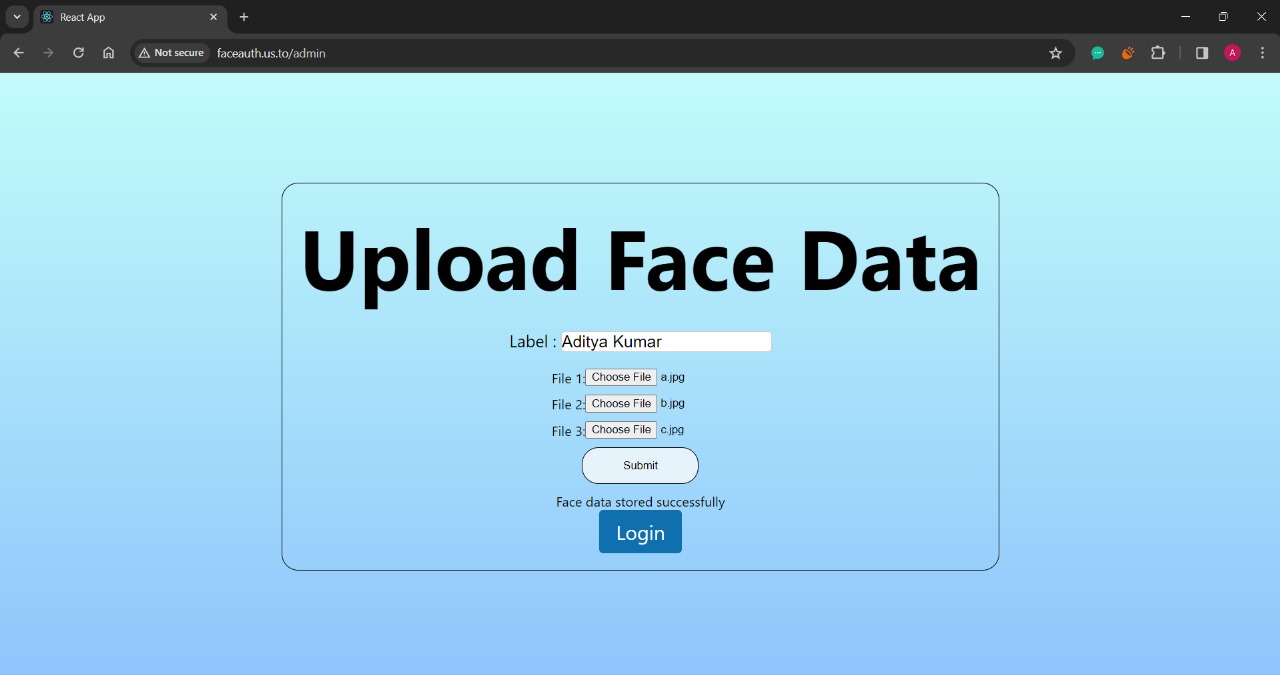 React App
Not secure faceauth.us.to/admin
A
Upload Face Data
Label : Aditya Kumar
File 1: Choose File a.jpg
File 2: Choose File b.jpg
File 3: Choose File c.jpg
Submit
Face data stored successfully
Login